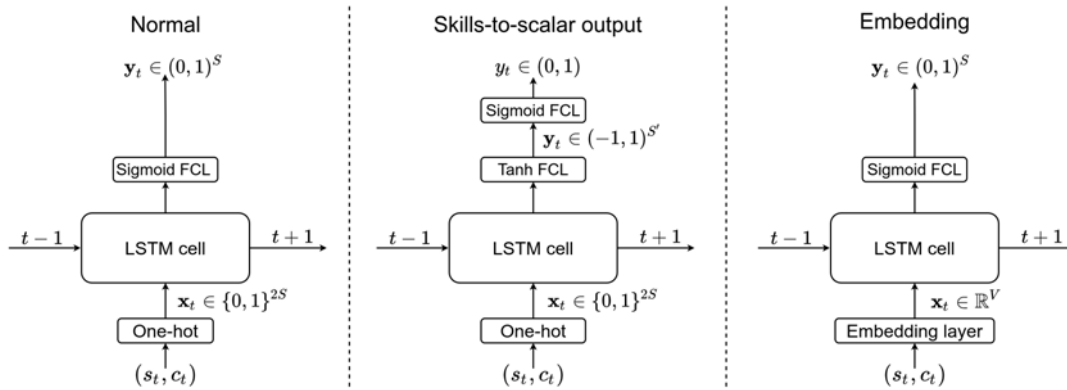 Normal
y_t ∈ (0, 1)^S
Sigmoid FCL
t − 1
LSTM cell
t + 1
x_t ∈ {0, 1}^{2S}
One-hot
(s_t, c_t)
Skills-to-scalar output
y_t ∈ (0, 1)
Sigmoid FCL
y_t ∈ (−1, 1)^{S′}
Tanh FCL
t − 1
LSTM cell
t + 1
x_t ∈ {0, 1}^{2S}
One-hot
(s_t, c_t)
Embedding
y_t ∈ (0, 1)^S
Sigmoid FCL
t − 1
LSTM cell
t + 1
x_t ∈ ℝ^V
Embedding layer
(s_t, c_t)